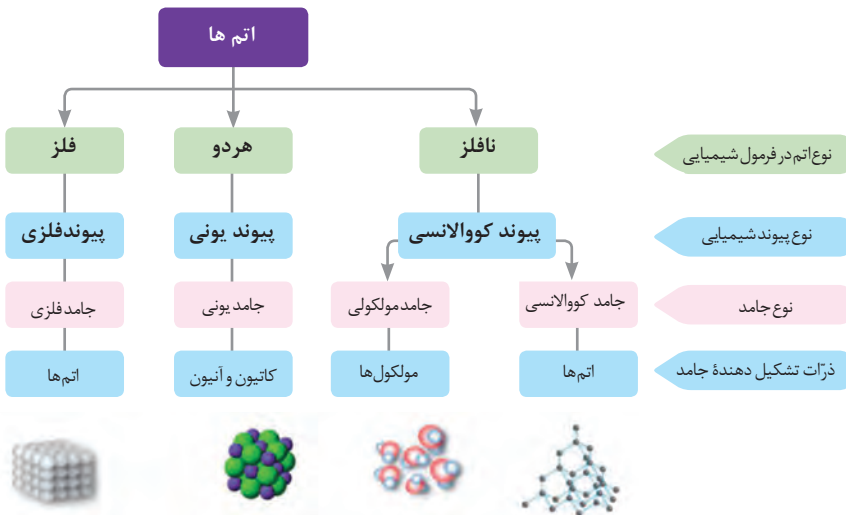 اتم ها
نوع اتم در فرمول شیمیایی
نافلز
هردو
فلز
نوع پیوند شیمیایی
پیوند کووالانسی
پیوند یونی
پیوند فلزی
نوع جامد
جامد کووالانسی
جامد مولکولی
جامد یونی
جامد فلزی
ذرّات تشکیل دهندهٔ جامد
اتم‌ها
مولکول‌ها
کاتیون و آنیون
اتم‌ها